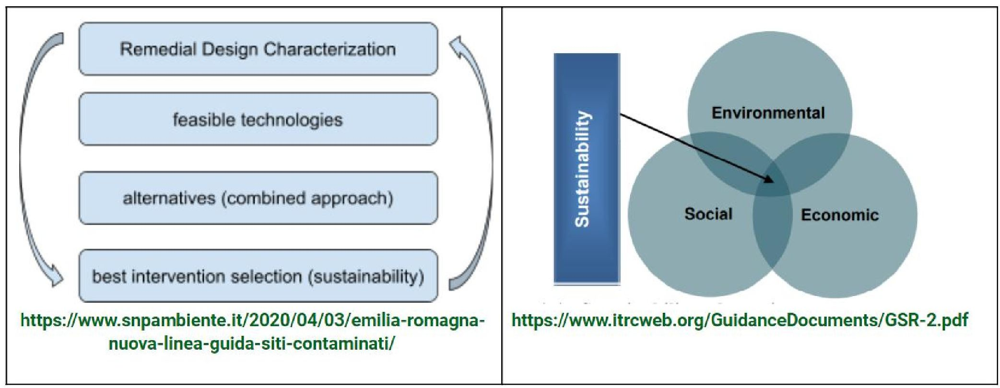 Remedial Design Characterization
feasible technologies
alternatives (combined approach)
best intervention selection (sustainability)
https://www.snpambiente.it/2020/04/03/emilia-romagna-
nuova-linea-guida-siti-contaminati/
Sustainability
Environmental
Social
Economic
https://www.itrcweb.org/GuidanceDocuments/GSR-2.pdf